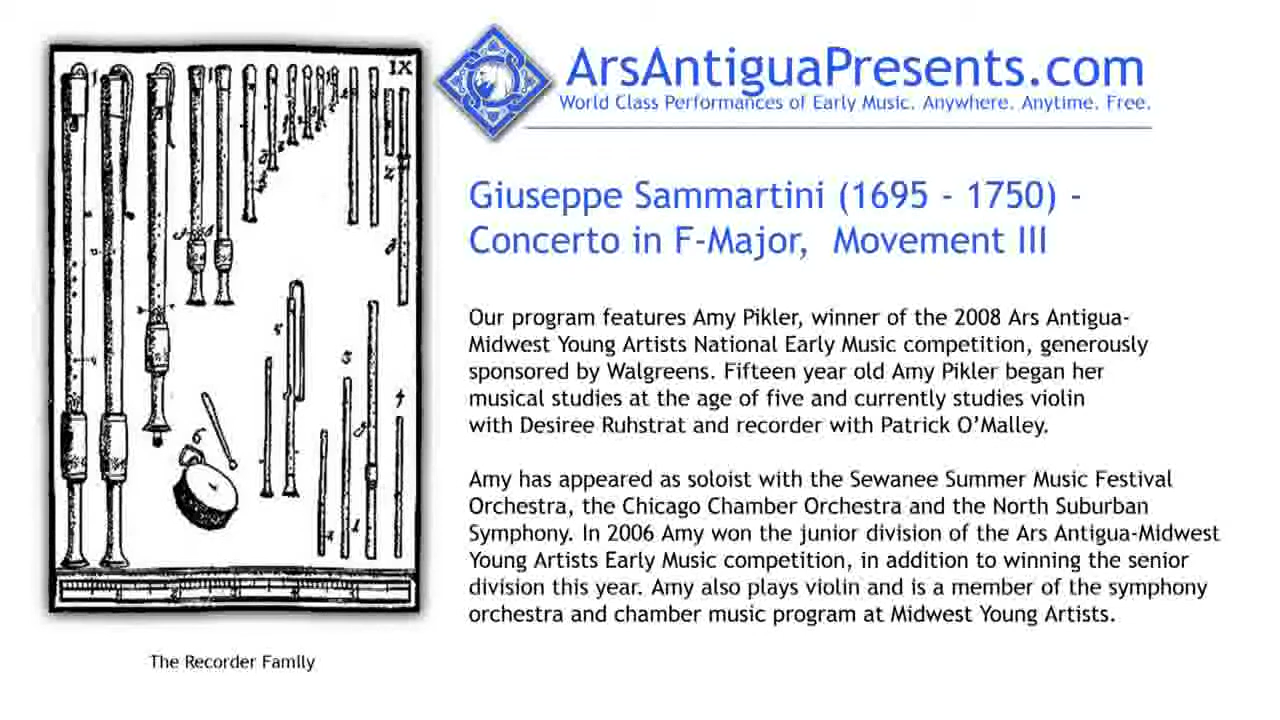 IX
ArsAntiguaPresents.com
World Class Performances of Early Music. Anywhere. Anytime. Free.
Giuseppe Sammartini (1695 - 1750) -
Concerto in F-Major, Movement III
Our program features Amy Pikler, winner of the 2008 Ars Antigua-
Midwest Young Artists National Early Music competition, generously
sponsored by Walgreens. Fifteen year old Amy Pikler began her
musical studies at the age of five and currently studies violin
with Desiree Ruhstrat and recorder with Patrick O’Malley.
Amy has appeared as soloist with the Sewanee Summer Music Festival
Orchestra, the Chicago Chamber Orchestra and the North Suburban
Symphony. In 2006 Amy won the junior division of the Ars Antigua-Midwest
Young Artists Early Music competition, in addition to winning the senior
division this year. Amy also plays violin and is a member of the symphony
orchestra and chamber music program at Midwest Young Artists.
The Recorder Family